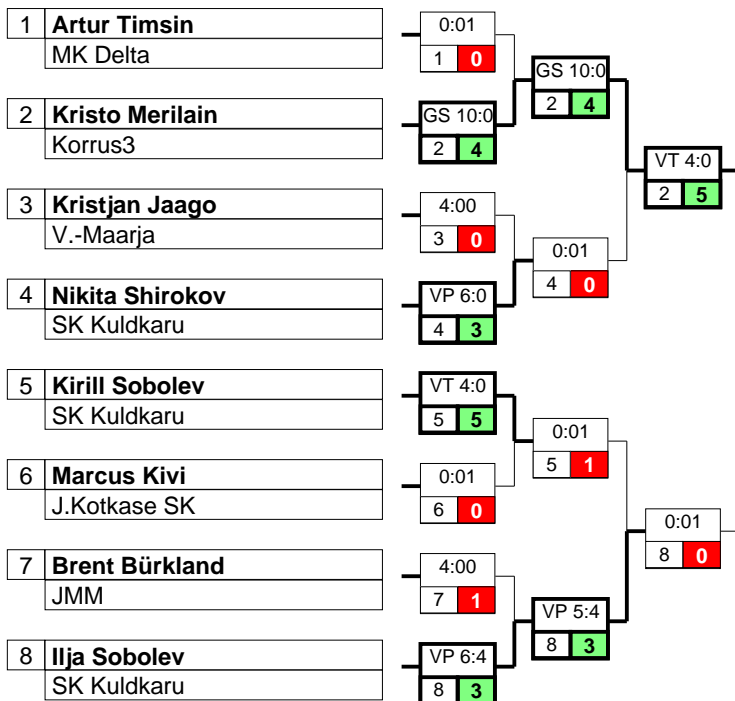 1 Artur Timsin
MK Delta
0:01
1 0
GS 10:0
2 4
2 Kristo Merilain
Korrus3
GS 10:0
2 4
VT 4:0
2 5
3 Kristjan Jaago
V.-Maarja
4:00
3 0
0:01
4 0
4 Nikita Shirokov
SK Kuldkaru
VP 6:0
4 3
5 Kirill Sobolev
SK Kuldkaru
VT 4:0
5 5
0:01
5 1
6 Marcus Kivi
J.Kotkase SK
0:01
6 0
0:01
8 0
7 Brent Bürkland
JMM
4:00
7 1
VP 5:4
8 3
8 Ilja Sobolev
SK Kuldkaru
VP 6:4
8 3